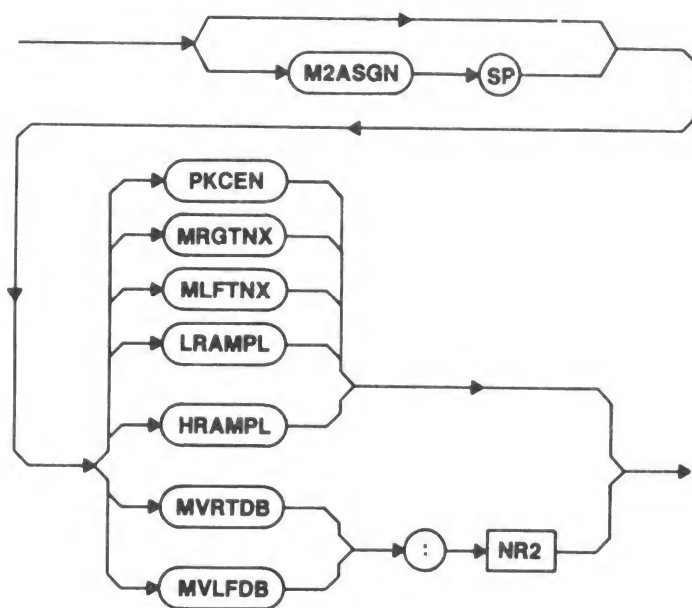 M2ASGN SP
PKCEN
MRGTNX
MLFTNX
LRAMPL
HRAMPL
MVRTDB
: NR2
MVLFDB